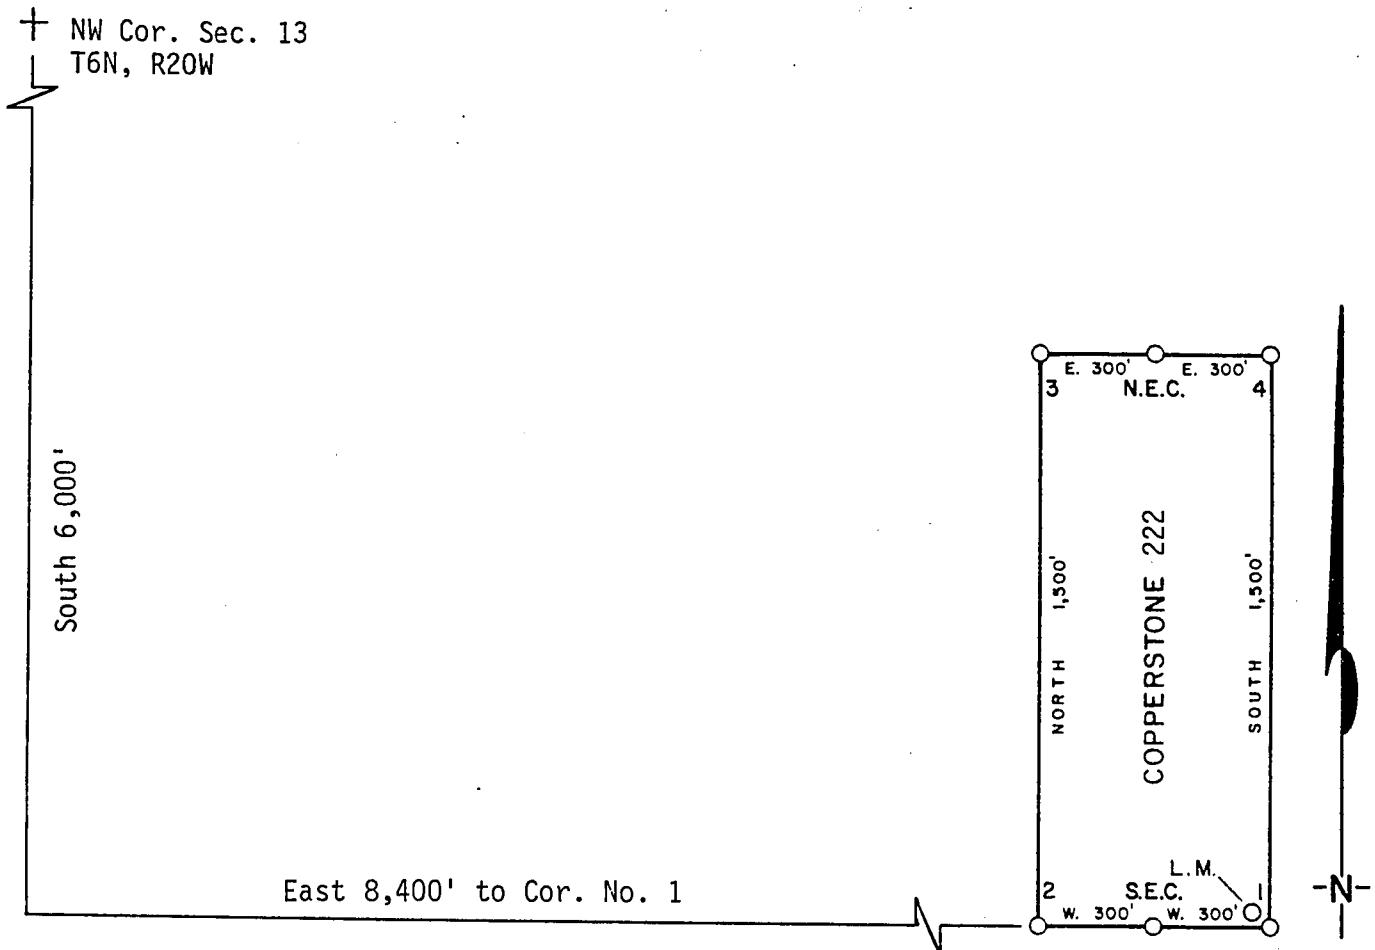 NW Cor. Sec. 13
T6N, R20W
South 6,000'
East 8,400' to Cor. No. 1
E. 300' E. 300'
3 N.E.C. 4
NORTH 1,500'
COPPERSTONE 222
SOUTH 1,500'
L.M.
2 S.E.C. 1
W. 300' W. 300'
-N-